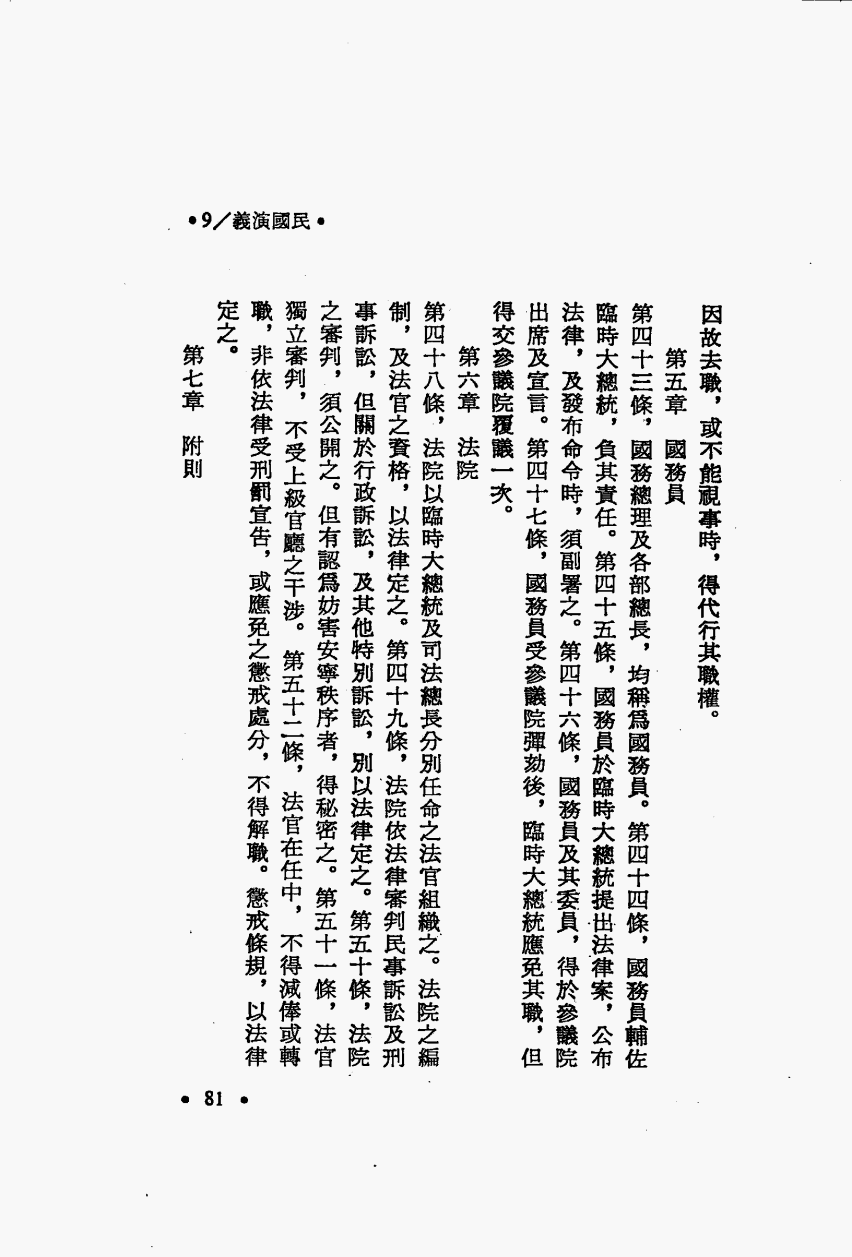 •9／義演國民•
因故去職，或不能視事時，得代行其職權。
第五章　國務員
第四十三條，國務總理及各部總長，均稱爲國務員。第四十四條，國務員輔佐
臨時大總統，負其責任。第四十五條，國務員於臨時大總統提出法律案，公布
法律，及發布命令時，須副署之。第四十六條，國務員及其委員，得於參議院
出席及宣言。第四十七條，國務員受參議院彈劾後，臨時大總統應免其職，但
得交參議院覆議一次。
第六章　法院
第四十八條，法院以臨時大總統及司法總長分別任命之法官組織之。法院之編
制，及法官之資格，以法律定之。第四十九條，法院依法律審判民事訴訟及刑
事訴訟，但關於行政訴訟，及其他特別訴訟，別以法律定之。第五十條，法院
之審判，須公開之。但有認爲妨害安寧秩序者，得秘密之。第五十一條，法官
獨立審判，不受上級官廳之干涉。第五十二條，法官在任中，不得減俸或轉
職，非依法律受刑罰宣告，或應免之懲戒處分，不得解職。懲戒條規，以法律
定之。
第七章　附則
• 81 •